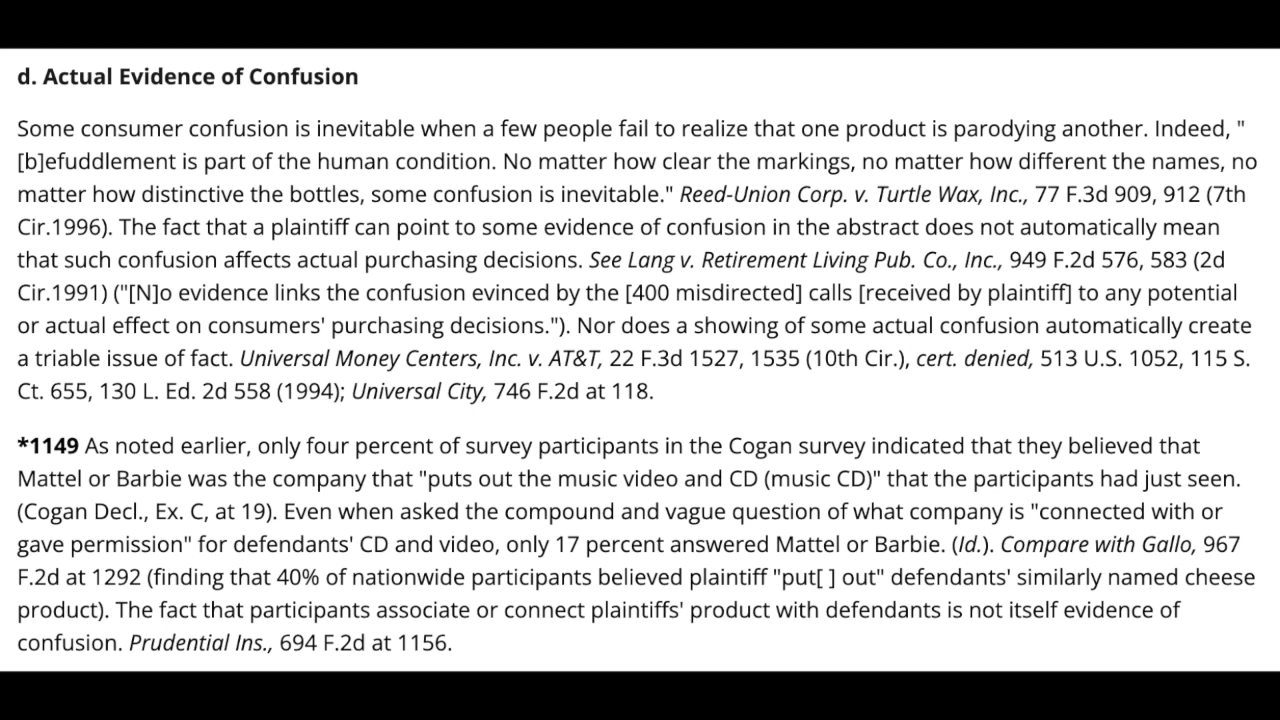 d. Actual Evidence of Confusion
Some consumer confusion is inevitable when a few people fail to realize that one product is parodying another. Indeed, "
[b]efuddlement is part of the human condition. No matter how clear the markings, no matter how different the names, no
matter how distinctive the bottles, some confusion is inevitable." Reed-Union Corp. v. Turtle Wax, Inc., 77 F.3d 909, 912 (7th
Cir.1996). The fact that a plaintiff can point to some evidence of confusion in the abstract does not automatically mean
that such confusion affects actual purchasing decisions. See Lang v. Retirement Living Pub. Co., Inc., 949 F.2d 576, 583 (2d
Cir.1991) ("[N]o evidence links the confusion evinced by the [400 misdirected] calls [received by plaintiff] to any potential
or actual effect on consumers' purchasing decisions."). Nor does a showing of some actual confusion automatically create
a triable issue of fact. Universal Money Centers, Inc. v. AT&T, 22 F.3d 1527, 1535 (10th Cir.), cert. denied, 513 U.S. 1052, 115 S.
Ct. 655, 130 L. Ed. 2d 558 (1994); Universal City, 746 F.2d at 118.
*1149 As noted earlier, only four percent of survey participants in the Cogan survey indicated that they believed that
Mattel or Barbie was the company that "puts out the music video and CD (music CD)" that the participants had just seen.
(Cogan Decl., Ex. C, at 19). Even when asked the compound and vague question of what company is "connected with or
gave permission" for defendants' CD and video, only 17 percent answered Mattel or Barbie. (Id.). Compare with Gallo, 967
F.2d at 1292 (finding that 40% of nationwide participants believed plaintiff "put[ ] out" defendants' similarly named cheese
product). The fact that participants associate or connect plaintiffs' product with defendants is not itself evidence of
confusion. Prudential Ins., 694 F.2d at 1156.